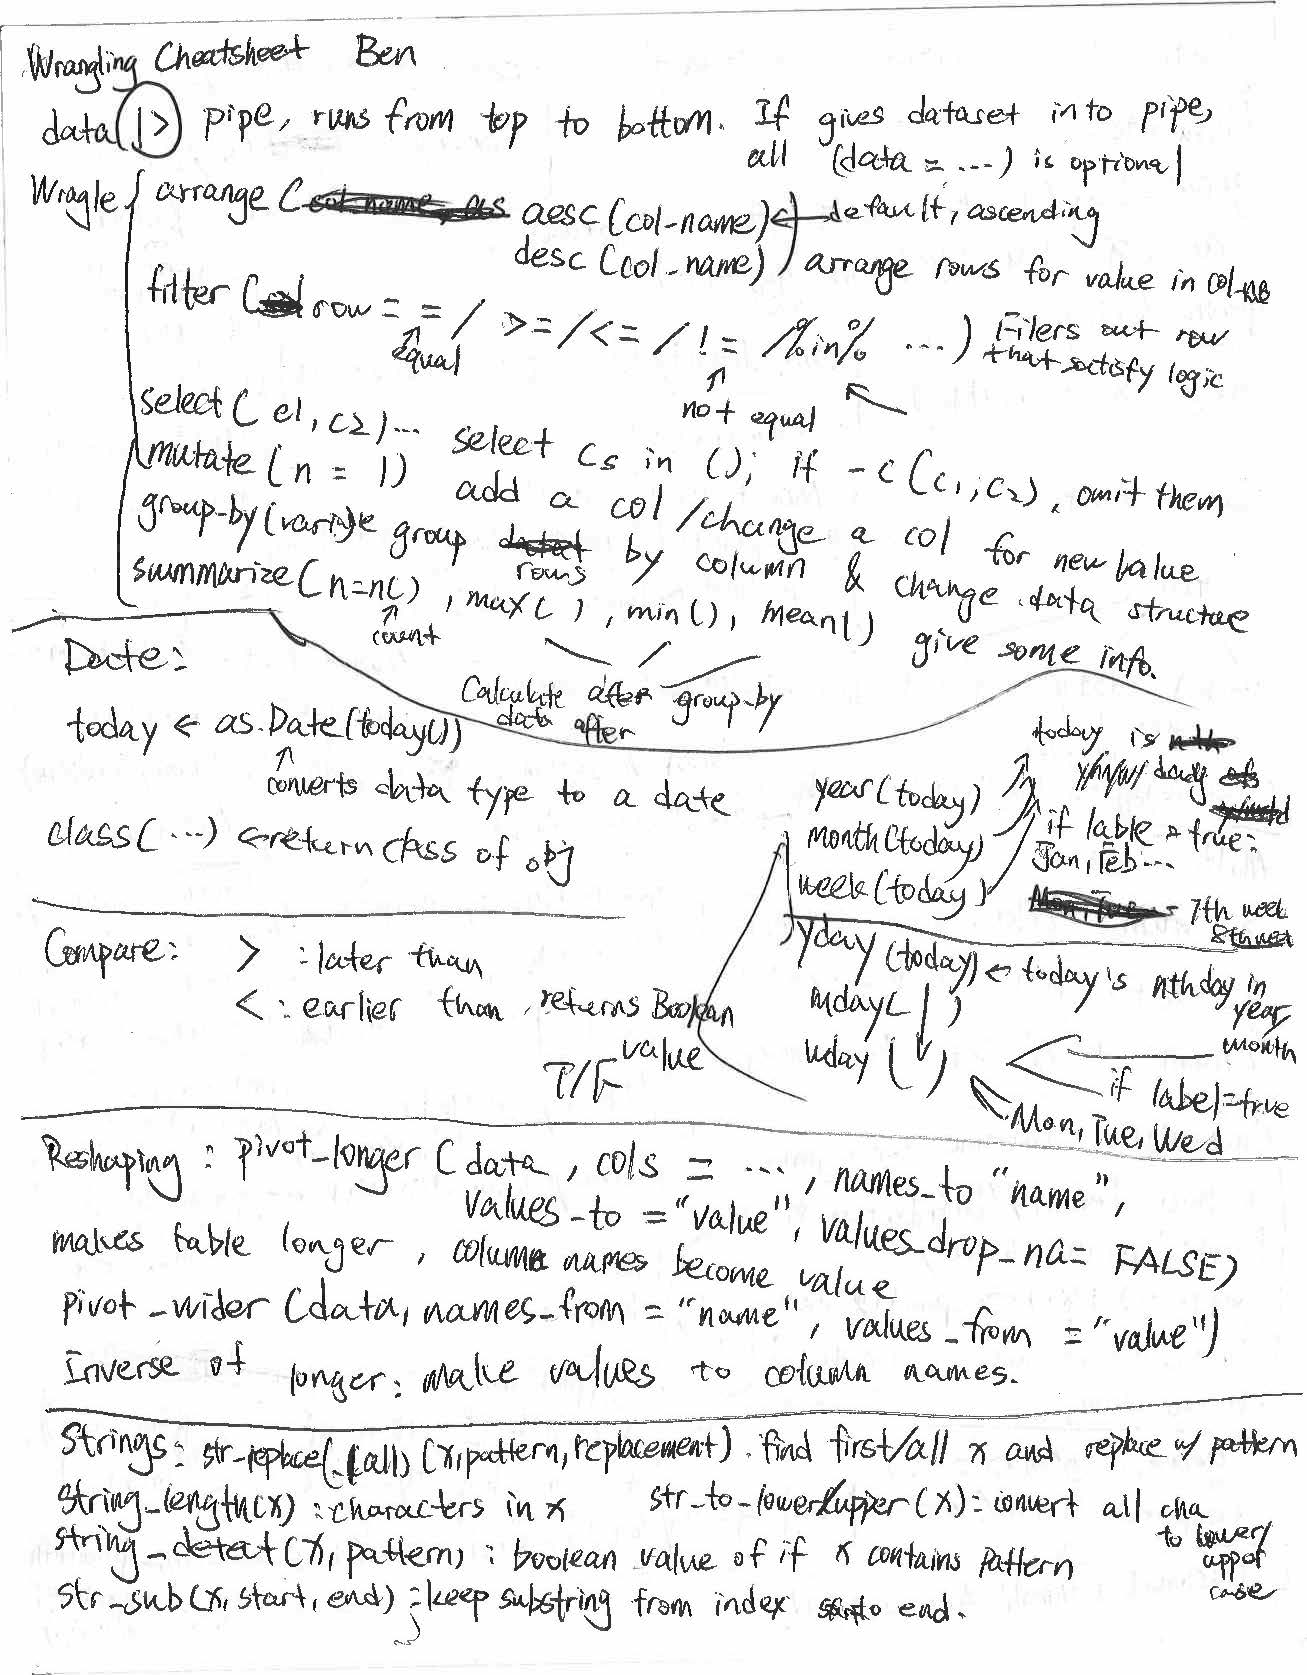 Wrangling Cheatsheet Ben
data |> pipe, runs from top to bottom. If gives dataset into pipe,
all (data = ...) is optional
Wragle { arrange ( aesc (col-name) ← default, ascending
desc (col-name) arrange rows for value in
filter ( row = = / >= / <= / != / %in% ...) Filers out row
equal that satisfy logic
not equal
select ( c1, c2) ... select cs in (); if -c (c1, c2), omit them
mutate (n = 1) add a col / change a col for new value
group-by ( group rows by column & change data structue
summarize (n=n() , max( ) , min(), mean() give some info.
count
Calculate after group-by
data after
Date:
today ← as.Date(today())
converts data type to a date
class( ... ) ← return class of obj
year (today)
month (today)
week (today)
today is
y/m/w/
if lable = true:
Jan, Feb ...
7th week
8th
yday (today) ← today's nth day in
year,
month
mday( )
wday ( )
if label=true
Mon, Tue, Wed
Compare: > : later than
< : earlier than , returns Boolean
value
T/F
Reshaping : pivot_longer (data , cols = ... , names_to "name",
values_to = "value", values_drop_na = FALSE)
makes table longer , column names become value
pivot_wider (data, names_from = "name", values_from = "value")
Inverse of longer: make values to column names.
Strings: str-replace(_(all) (x, pattern, replacement) . find first/all x and replace w/ pattern
string_length(x) : characters in x
str_to_lower/upper (x) : convert all cha
to lower/
upper
case
string_detect (x, pattern) : boolean value of if x contains pattern
str_sub (x, start, end) : keep substring from index to end.